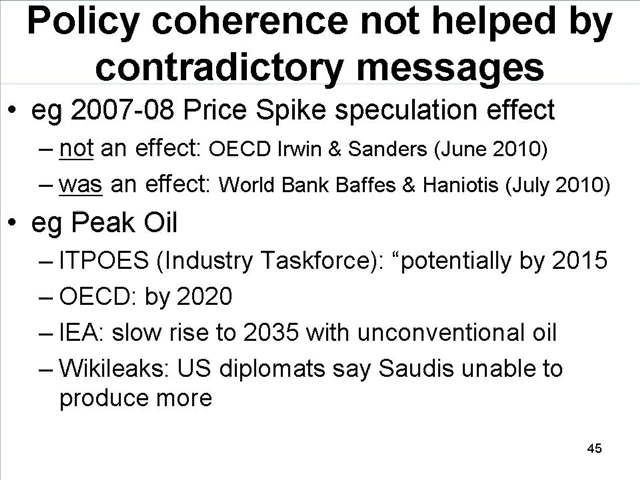 Policy coherence not helped by
contradictory messages
• eg 2007-08 Price Spike speculation effect
– not an effect: OECD Irwin & Sanders (June 2010)
– was an effect: World Bank Baffes & Haniotis (July 2010)
• eg Peak Oil
– ITPOES (Industry Taskforce): “potentially by 2015
– OECD: by 2020
– IEA: slow rise to 2035 with unconventional oil
– Wikileaks: US diplomats say Saudis unable to
produce more
45